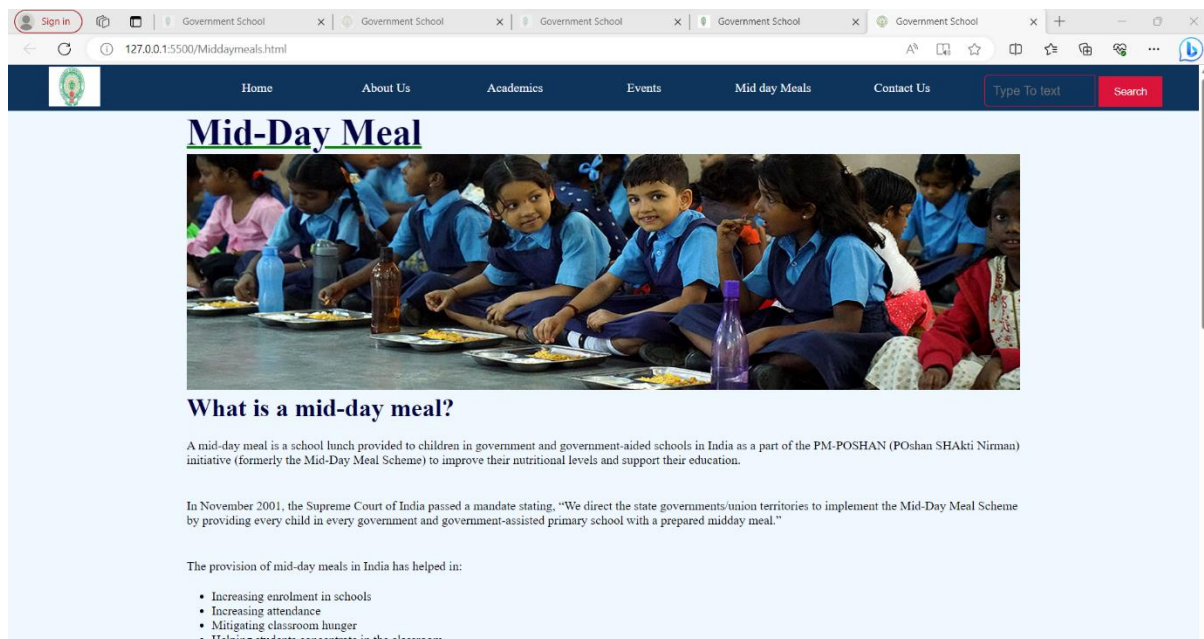 Sign in
Government School
Government School
Government School
Government School
Government School
127.0.0.1:5500/Middaymeals.html
Home
About Us
Academics
Events
Mid day Meals
Contact Us
Type To text
Search
Mid-Day Meal
What is a mid-day meal?
A mid-day meal is a school lunch provided to children in government and government-aided schools in India as a part of the PM-POSHAN (POshan SHAkti Nirman)
initiative (formerly the Mid-Day Meal Scheme) to improve their nutritional levels and support their education.
In November 2001, the Supreme Court of India passed a mandate stating, “We direct the state governments/union territories to implement the Mid-Day Meal Scheme
by providing every child in every government and government-assisted primary school with a prepared midday meal.”
The provision of mid-day meals in India has helped in:
• Increasing enrolment in schools
• Increasing attendance
• Mitigating classroom hunger
• Helping students concentrate in the classroom